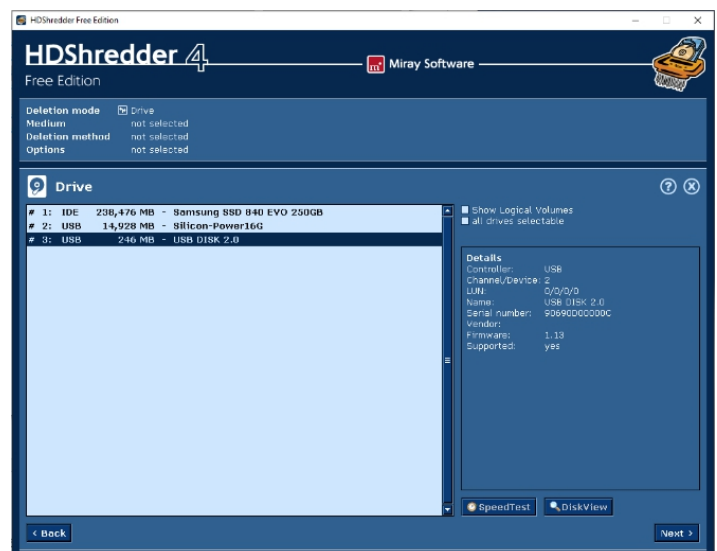 HDShredder Free Edition
HDShredder 4
Miray Software
Free Edition
Deletion mode Drive
Medium not selected
Deletion method not selected
Options not selected
Drive
# 1: IDE 238,476 MB - Samsung SSD 840 EVO 250GB
# 2: USB 14,928 MB - Silicon-Power16G
# 3: USB 246 MB - USB DISK 2.0
Show Logical Volumes
all drives selectable
Details
Controller: USB
Channel/Device: 2
LUN: 0/0/0/0
Name: USB DISK 2.0
Serial number: 90690D00000C
Vendor:
Firmware: 1.13
Supported: yes
SpeedTest
DiskView
< Back
Next >